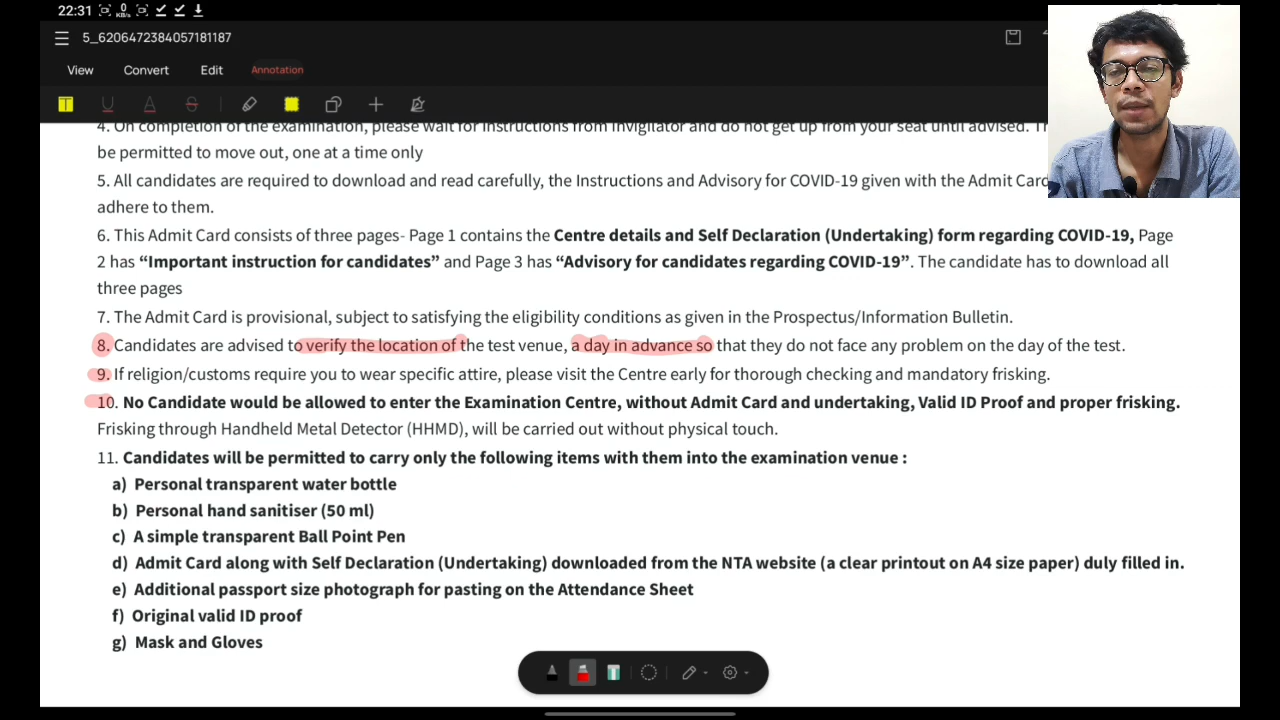 22:31 0 KB/s
5_6206472384057181187
View Convert Edit Annotation
4. On completion of the examination, please wait for instructions from invigilator and do not get up from your seat until advised.
be permitted to move out, one at a time only
5. All candidates are required to download and read carefully, the Instructions and Advisory for COVID-19 given with the Admit Card
adhere to them.
6. This Admit Card consists of three pages- Page 1 contains the Centre details and Self Declaration (Undertaking) form regarding COVID-19, Page
2 has “Important instruction for candidates” and Page 3 has “Advisory for candidates regarding COVID-19”. The candidate has to download all
three pages
7. The Admit Card is provisional, subject to satisfying the eligibility conditions as given in the Prospectus/Information Bulletin.
8. Candidates are advised to verify the location of the test venue, a day in advance so that they do not face any problem on the day of the test.
9. If religion/customs require you to wear specific attire, please visit the Centre early for thorough checking and mandatory frisking.
10. No Candidate would be allowed to enter the Examination Centre, without Admit Card and undertaking, Valid ID Proof and proper frisking.
Frisking through Handheld Metal Detector (HHMD), will be carried out without physical touch.
11. Candidates will be permitted to carry only the following items with them into the examination venue :
a) Personal transparent water bottle
b) Personal hand sanitiser (50 ml)
c) A simple transparent Ball Point Pen
d) Admit Card along with Self Declaration (Undertaking) downloaded from the NTA website (a clear printout on A4 size paper) duly filled in.
e) Additional passport size photograph for pasting on the Attendance Sheet
f) Original valid ID proof
g) Mask and Gloves